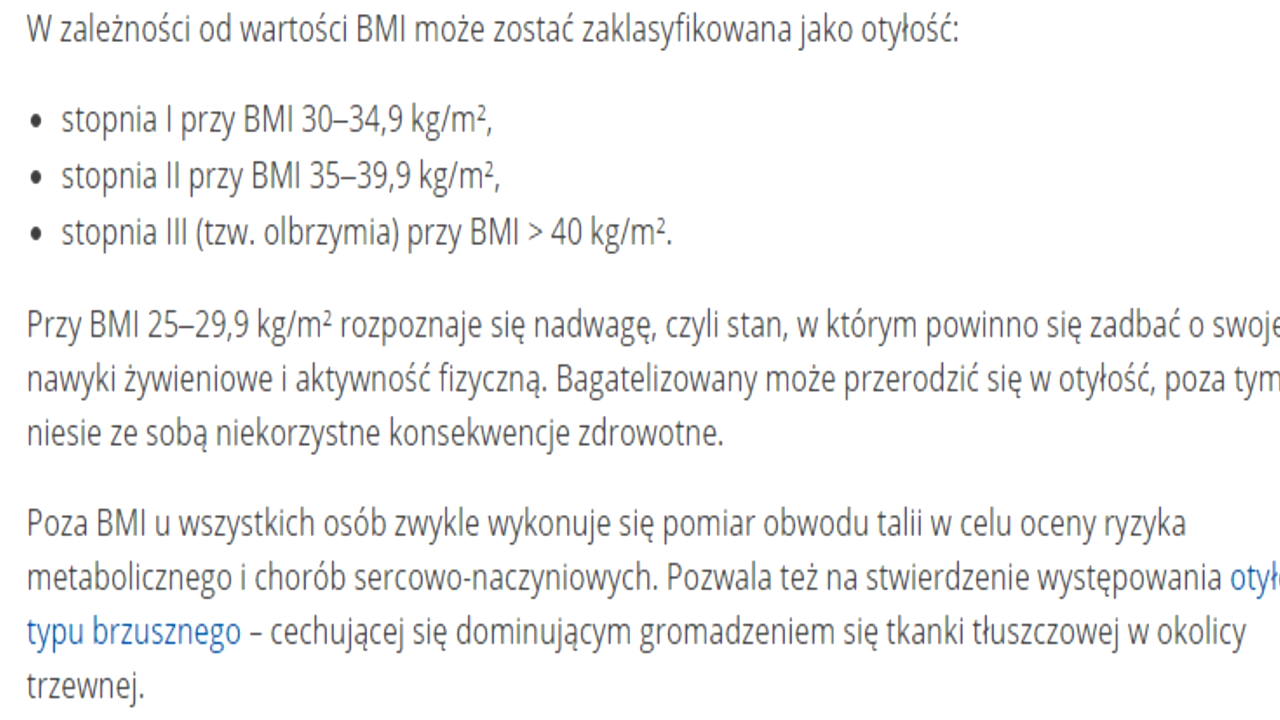 W zależności od wartości BMI może zostać zaklasyfikowana jako otyłość:
• stopnia I przy BMI 30–34,9 kg/m²,
• stopnia II przy BMI 35–39,9 kg/m²,
• stopnia III (tzw. olbrzymia) przy BMI > 40 kg/m².
Przy BMI 25–29,9 kg/m² rozpoznaje się nadwagę, czyli stan, w którym powinno się zadbać o swoje
nawyki żywieniowe i aktywność fizyczną. Bagatelizowany może przerodzić się w otyłość, poza tym
niesie ze sobą niekorzystne konsekwencje zdrowotne.
Poza BMI u wszystkich osób zwykle wykonuje się pomiar obwodu talii w celu oceny ryzyka
metabolicznego i chorób sercowo-naczyniowych. Pozwala też na stwierdzenie występowania
typu brzusznego – cechującej się dominującym gromadzeniem się tkanki tłuszczowej w okolicy
trzewnej.